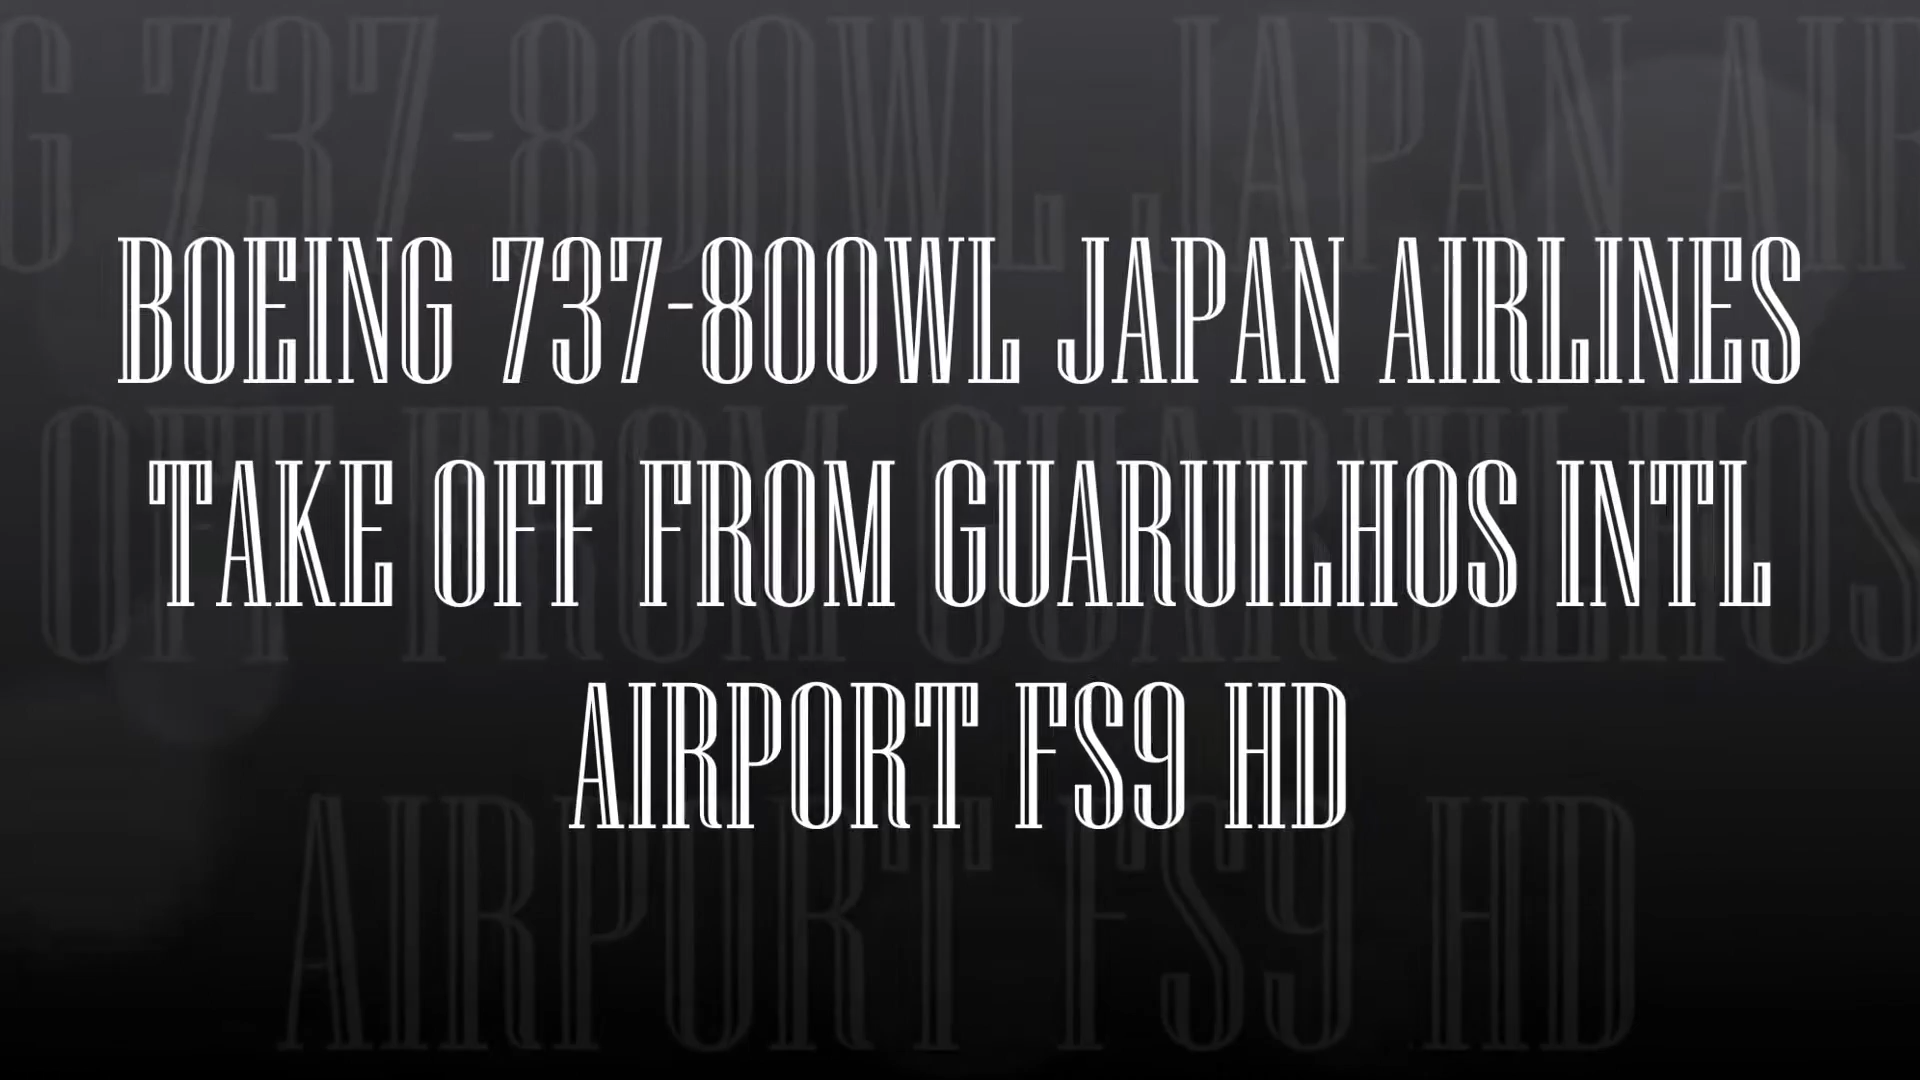 BOEING 737-800WL JAPAN AIRLINES
TAKE OFF FROM GUARUILHOS INTL
AIRPORT FS9 HD